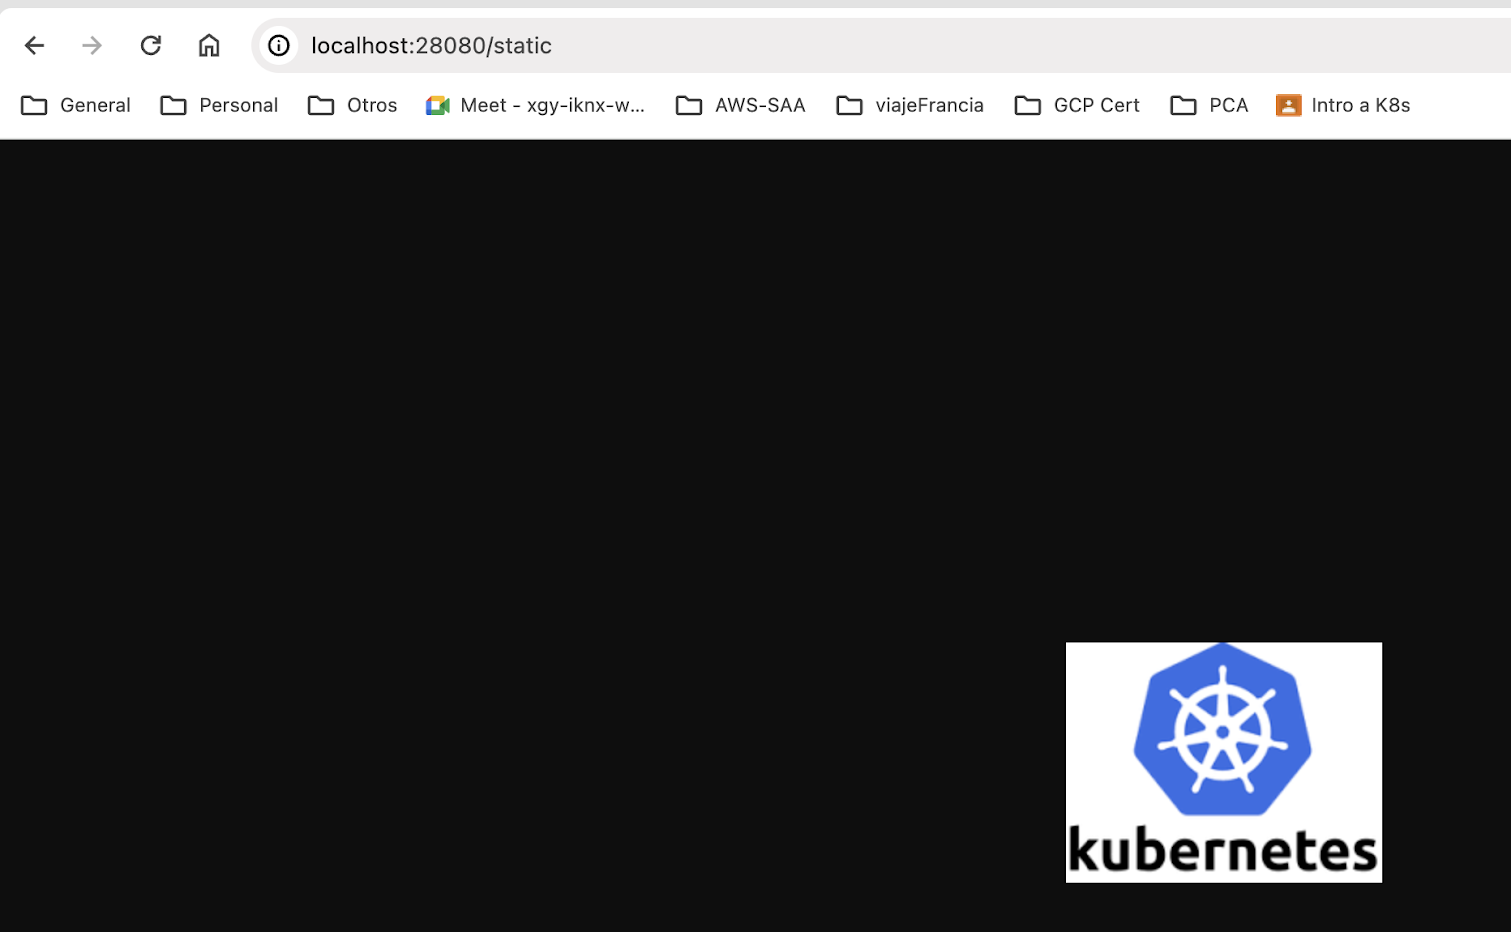 localhost:28080/static
General Personal Otros Meet - xgy-iknx-w... AWS-SAA viajeFrancia GCP Cert PCA Intro a K8s
kubernetes